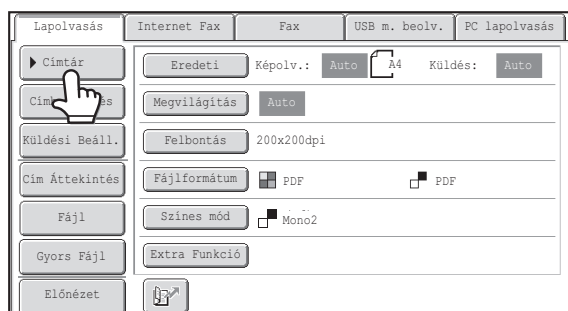 Lapolvasás Internet Fax Fax USB m. beolv. PC lapolvasás
Címtár
Eredeti Képolv.: Auto A4 Küldés: Auto
Megvilágítás Auto
Küldési Beáll. Felbontás 200x200dpi
Cím Áttekintés Fájlformátum PDF PDF
Fájl Színes mód Mono2
Gyors Fájl Extra Funkció
Előnézet